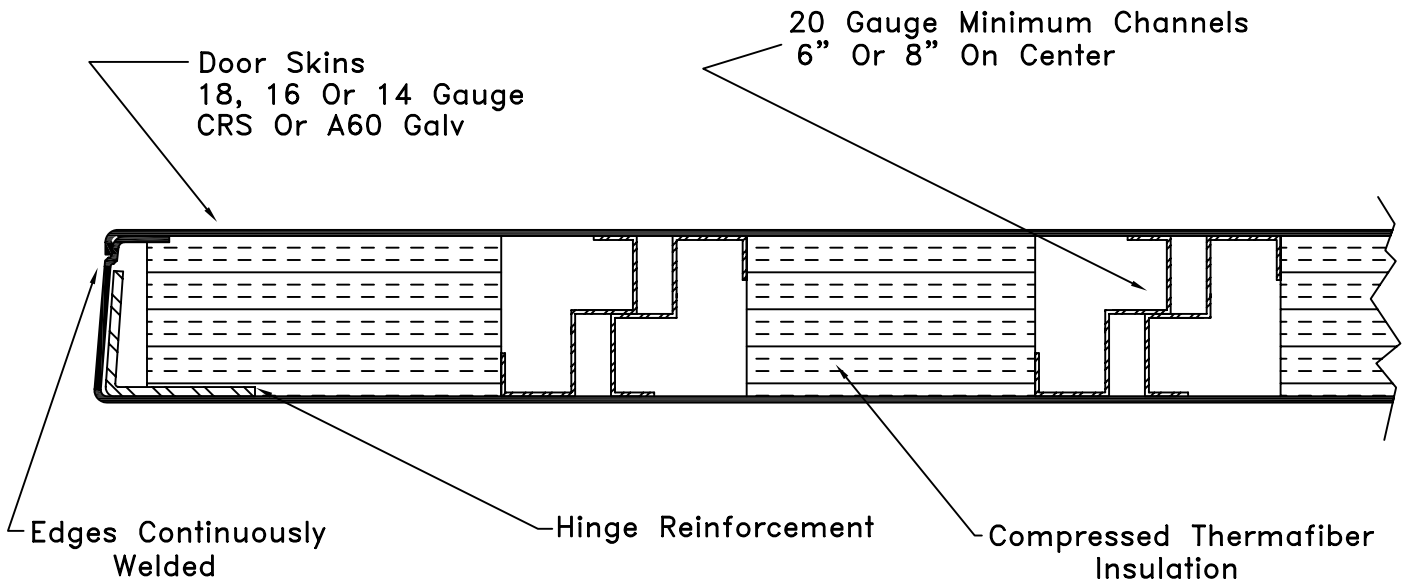 20 Gauge Minimum Channels
6” Or 8” On Center
Door Skins
18, 16 Or 14 Gauge
CRS Or A60 Galv
Edges Continuously
Welded
Hinge Reinforcement
Compressed Thermafiber
Insulation